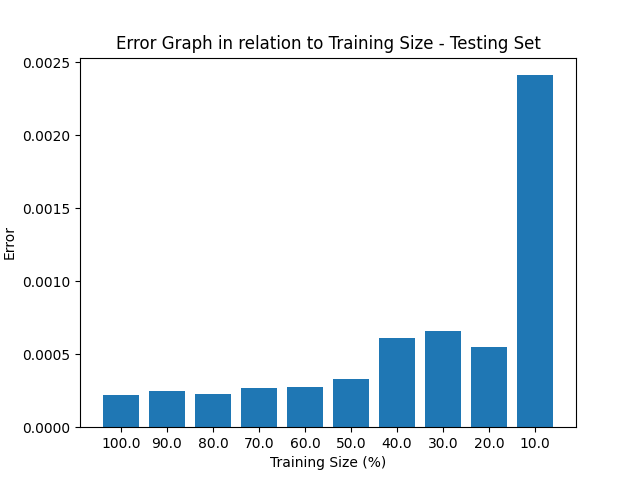 Error Graph in relation to Training Size - Testing Set
0.0025
0.0020
0.0015
0.0010
0.0005
0.0000
Error
100.0 90.0 80.0 70.0 60.0 50.0 40.0 30.0 20.0 10.0
Training Size (%)